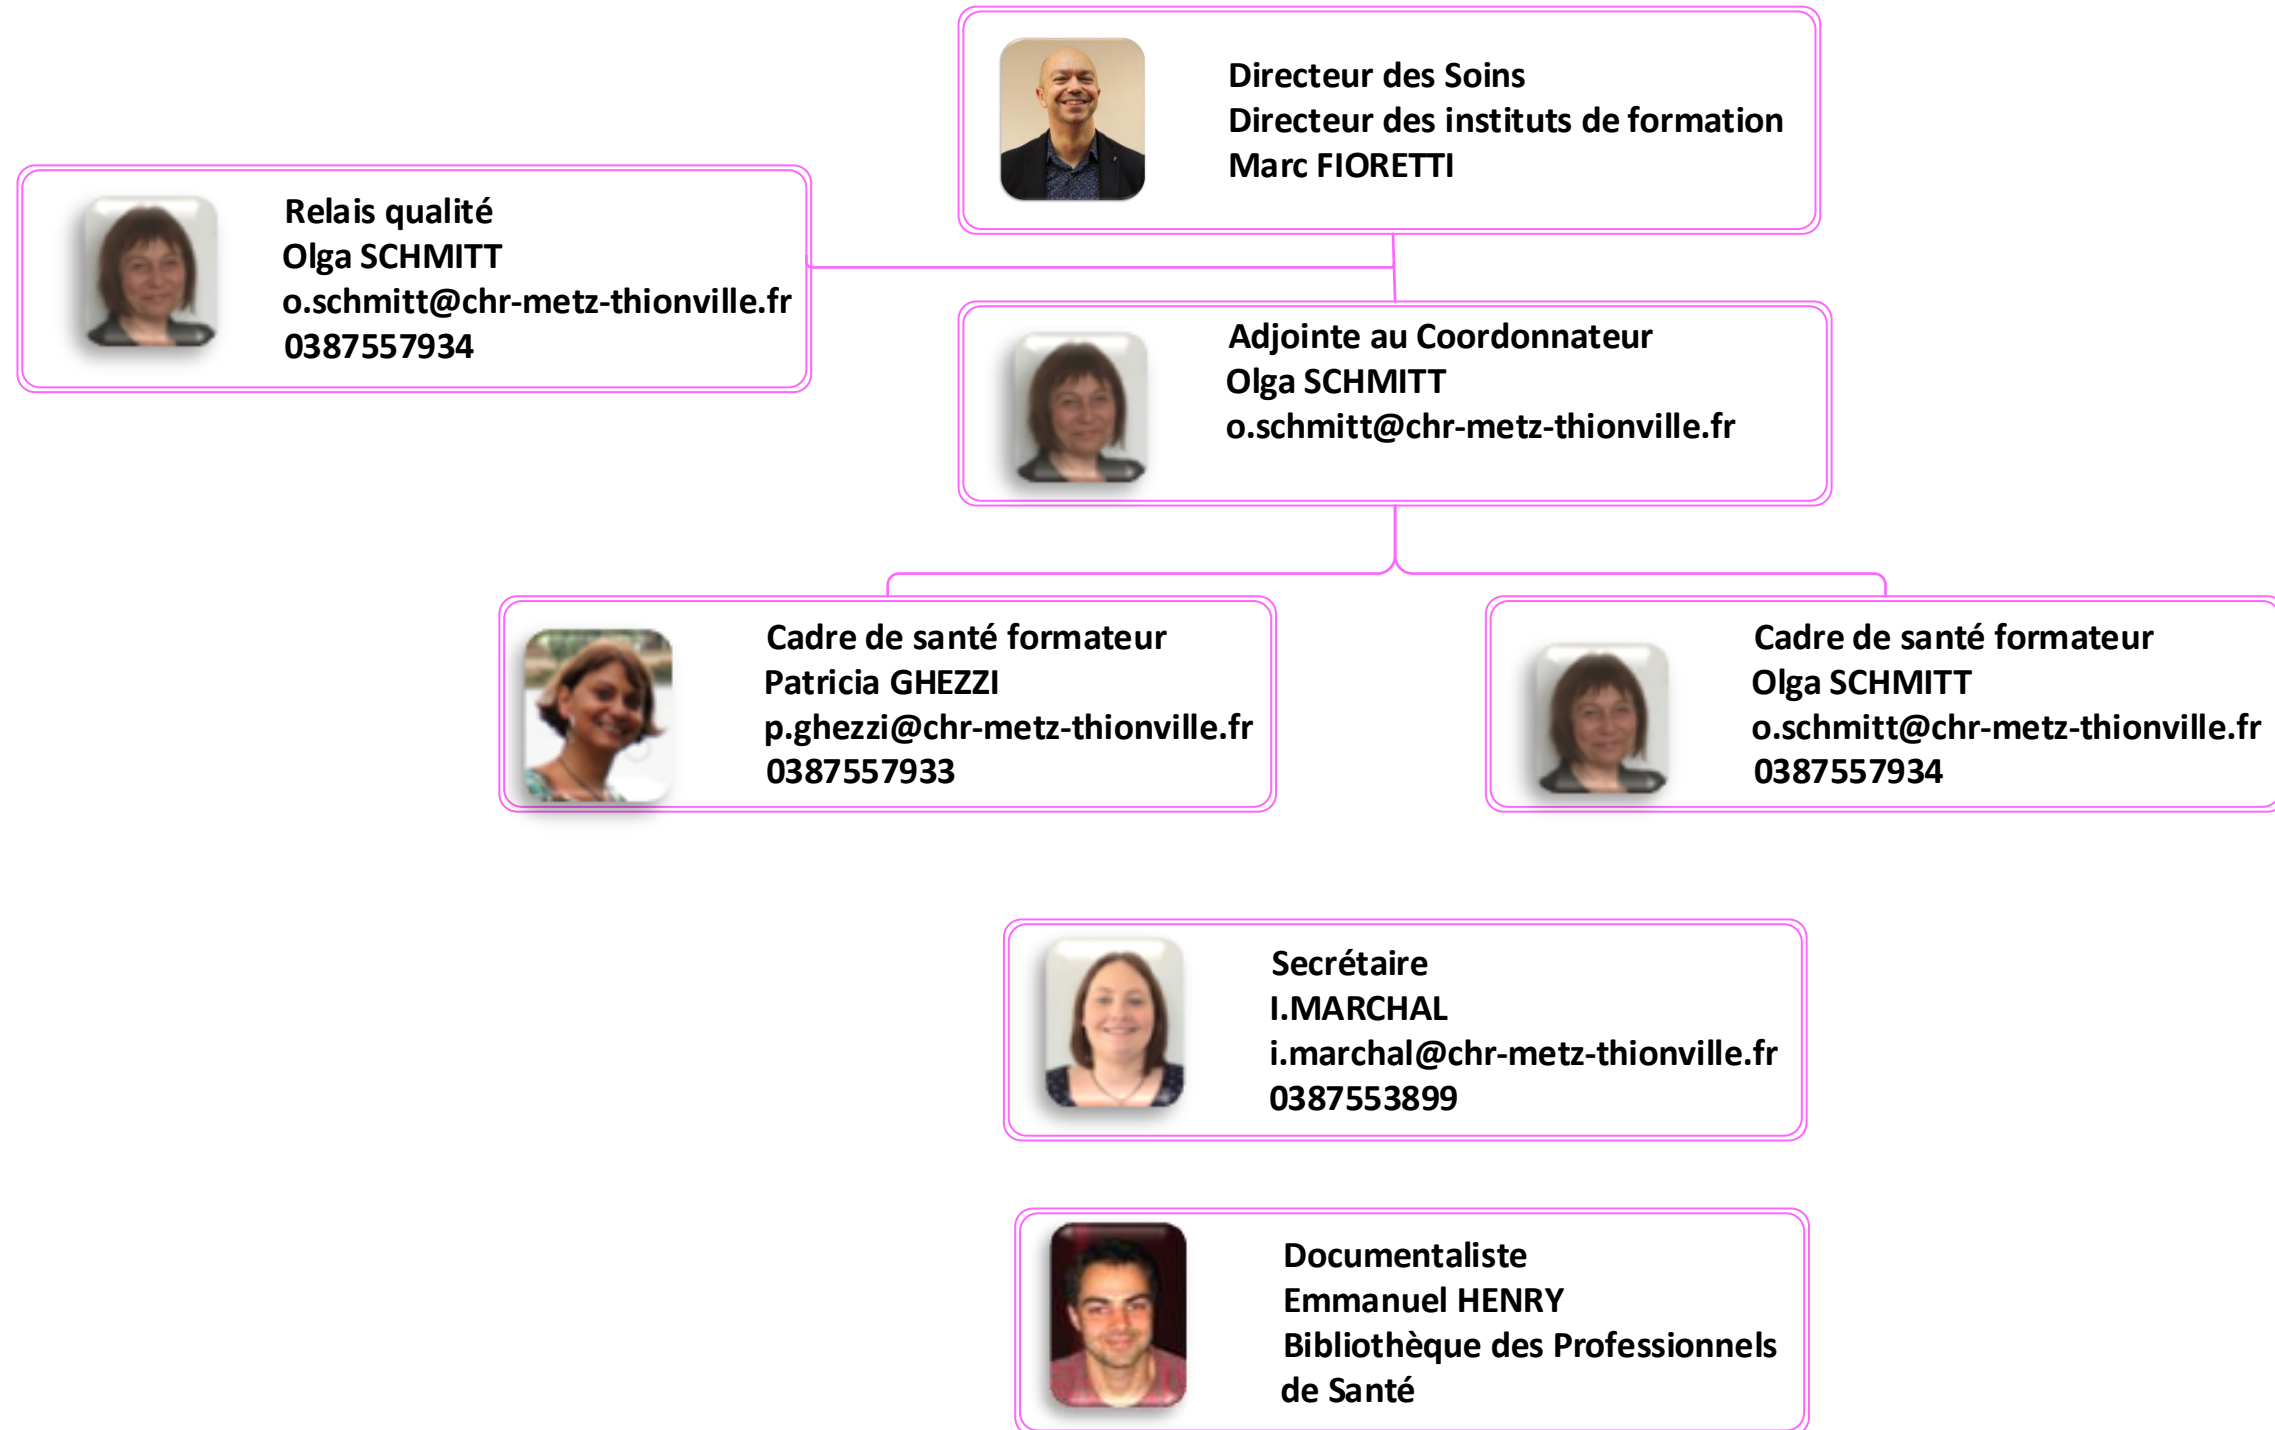 Directeur des Soins
Directeur des instituts de formation
Marc FIORETTI
Relais qualité
Olga SCHMITT
o.schmitt@chr-metz-thionville.fr
0387557934
Adjointe au Coordonnateur
Olga SCHMITT
o.schmitt@chr-metz-thionville.fr
Cadre de santé formateur
Patricia GHEZZI
p.ghezzi@chr-metz-thionville.fr
0387557933
Cadre de santé formateur
Olga SCHMITT
o.schmitt@chr-metz-thionville.fr
0387557934
Secrétaire
I.MARCHAL
i.marchal@chr-metz-thionville.fr
0387553899
Documentaliste
Emmanuel HENRY
Bibliothèque des Professionnels
de Santé